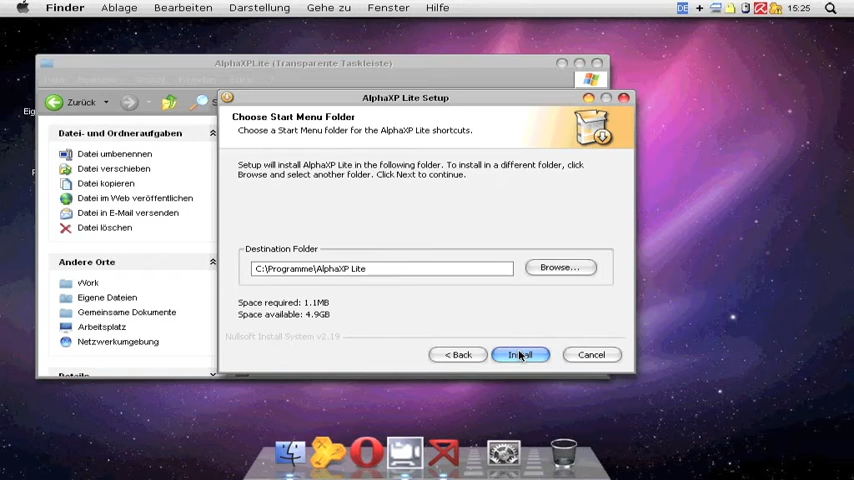 Finder Ablage Bearbeiten Darstellung Gehe zu Fenster Hilfe
DE 15:25
AlphaXPLite (Transparente Taskleiste)
Zurück
Datei- und Ordneraufgaben
Datei umbenennen
Datei verschieben
Datei kopieren
Datei im Web veröffentlichen
Datei in E-Mail versenden
Datei löschen
Andere Orte
Work
Eigene Dateien
Gemeinsame Dokumente
Arbeitsplatz
Netzwerkumgebung
AlphaXP Lite Setup
Choose Start Menu Folder
Choose a Start Menu folder for the AlphaXP Lite shortcuts.
Setup will install AlphaXP Lite in the following folder. To install in a different folder, click
Browse and select another folder. Click Next to continue.
Destination Folder
C:\Programme\AlphaXP Lite
Browse...
Space required: 1.1MB
Space available: 4.9GB
Nullsoft Install System v2.19
< Back Install Cancel